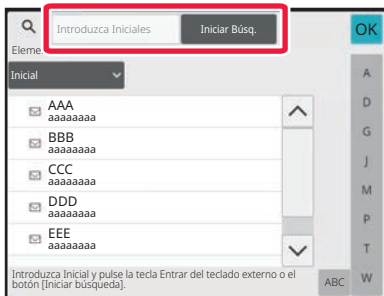 Introduzca Iniciales
Iniciar Búsq.
OK
Eleme
Inicial
AAA
aaaaaaaa
BBB
aaaaaaaa
CCC
aaaaaaaa
DDD
aaaaaaaa
EEE
aaaaaaaa
A
D
G
J
M
P
T
W
Introduzca Inicial y pulse la tecla Entrar del teclado externo o el
botón [Iniciar búsqueda].
ABC